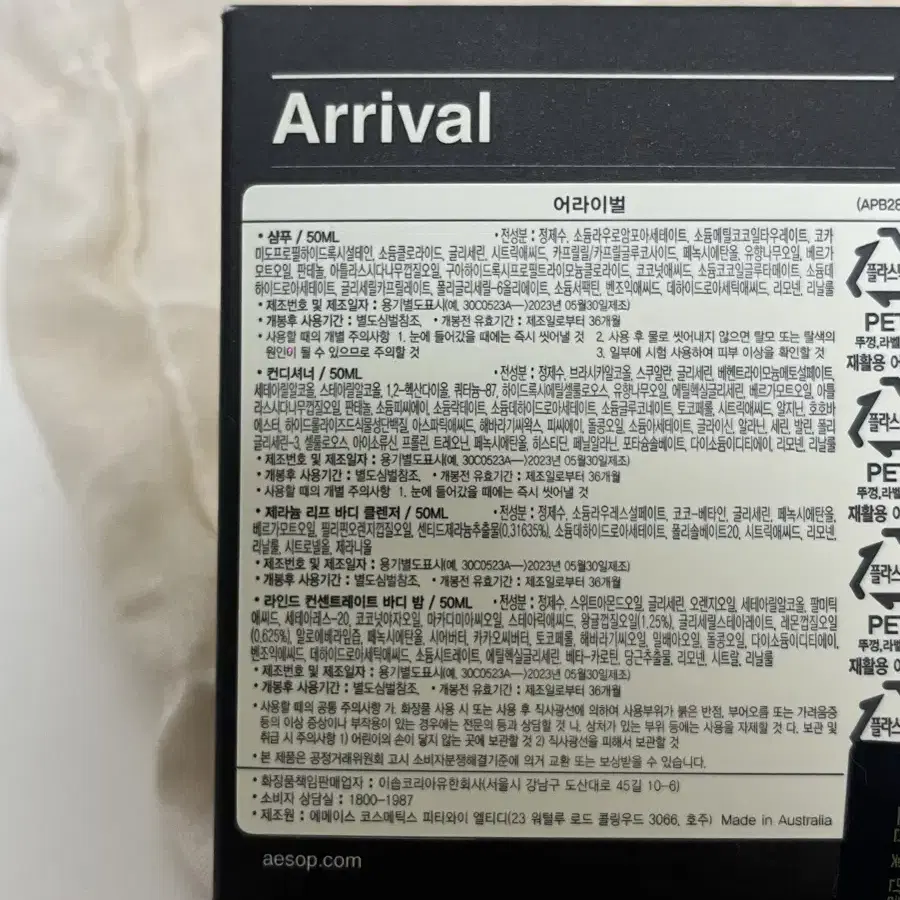 Arrival
어라이벌 (APB28
• 샴푸 / 50ML • 전성분 : 정제수, 소듐라우로암포아세테이트, 소듐메틸코코일타우레이트, 코카
미도프로필하이드록시설테인, 소듐클로라이드, 글리세린, 시트릭애씨드, 카프릴릴/카프릴글루코사이드, 페녹시에탄올, 유향나무오일, 베르가
모트오일, 판테놀, 아틀라스시다나무껍질오일, 구아하이드록시프로필트라이모늄클로라이드, 코코넛애씨드, 소듐코코일글루타메이트, 소듐데
하이드로아세테이트, 글리세릴카프릴레이트, 폴리글리세릴-6올리에이트, 소듐서팩틴, 벤조익애씨드, 데하이드로아세틱애씨드, 리모넨, 리날룰
• 제조번호 및 제조일자 : 용기별도표시(예, 30C0523A—)2023년 05월30일제조)
• 개봉후 사용기간 : 별도심벌참조, • 개봉전 유효기간 : 제조일로부터 36개월
• 사용할 때의 개별 주의사항 1. 눈에 들어갔을 때에는 즉시 씻어낼 것 2. 사용 후 물로 씻어내지 않으면 탈모 또는 탈색의
원인이 될 수 있으므로 주의할 것 3. 일부에 시험 사용하여 피부 이상을 확인할 것
• 컨디셔너 / 50ML • 전성분 : 정제수, 브라시카알코올, 스쿠알란, 글리세린, 베헨트라이모늄메토설페이트,
세테아릴알코올, 스테아릴알코올, 1,2-헥산다이올, 쿼터늄-87, 하이드록시에틸셀룰로오스, 유향나무오일, 에틸헥실글리세린, 베르가모트오일, 아틀
라스시다나무껍질오일, 판테놀, 소듐피씨에이, 소듐락테이트, 소듐데하이드로아세테이트, 소듐글루코네이트, 토코페롤, 시트릭애씨드, 알지닌, 호호바
에스터, 하이드롤라이즈드식물성단백질, 아스파틱애씨드, 해바라기씨왁스, 피씨에이, 돌콩오일, 소듐아세테이트, 글라이신, 알라닌, 세린, 발린, 폴리
글리세린-3, 셀룰로오스, 아이소류신, 프롤린, 트레오닌, 페녹시에탄올, 히스티딘, 페닐알라닌, 포타슘솔베이트, 다이소듐이디티에이, 리모넨, 리날룰
• 제조번호 및 제조일자 : 용기별도표시(예, 30C0523A—)2023년 05월30일제조)
• 개봉후 사용기간 : 별도심벌참조, • 개봉전 유효기간 : 제조일로부터 36개월
• 사용할 때의 개별 주의사항 1. 눈에 들어갔을 때에는 즉시 씻어낼 것
• 제라늄 리프 바디 클렌저 / 50ML • 전성분 : 정제수, 소듐라우레스설페이트, 코코-베타인, 글리세린, 페녹시에탄올,
베르가모트오일, 필리핀오렌지껍질오일, 센티드제라늄추출물(0.31635%), 소듐데하이드로아세테이트, 폴리솔베이트20, 시트릭애씨드, 리모넨,
리날룰, 시트로넬올, 제라니올
• 제조번호 및 제조일자 : 용기별도표시(예, 30C0523A—)2023년 05월30일제조)
• 개봉후 사용기간 : 별도심벌참조, • 개봉전 유효기간 : 제조일로부터 36개월
• 라인드 컨센트레이트 바디 밤 / 50ML • 전성분 : 정제수, 스위트아몬드오일, 글리세린, 오렌지오일, 세테아릴알코올, 팔미틱
애씨드, 세테아레스-20, 코코넛야자오일, 마카다미아씨오일, 스테아릭애씨드, 왕귤껍질오일(1.25%), 글리세릴스테아레이트, 레몬껍질오일
(0.625%), 알로에베라잎즙, 페녹시에탄올, 시어버터, 카카오씨버터, 토코페롤, 해바라기씨오일, 밀배아오일, 돌콩오일, 다이소듐이디티에이,
벤조익애씨드, 데하이드로아세틱애씨드, 소듐시트레이트, 에틸헥실글리세린, 베타-카로틴, 당근추출물, 리모넨, 시트랄, 리날룰
• 제조번호 및 제조일자 : 용기별도표시(예, 30C0523A—)2023년 05월30일제조)
• 개봉후 사용기간 : 별도심벌참조, • 개봉전 유효기간 : 제조일로부터 36개월
• 사용할 때의 공통 주의사항 가. 화장품 사용 시 또는 사용 후 직사광선에 의하여 사용부위가 붉은 반점, 부어오름 또는 가려움증
등의 이상 증상이나 부작용이 있는 경우에는 전문의 등과 상담할 것 나. 상처가 있는 부위 등에는 사용을 자제할 것 다. 보관 및
취급 시 주의사항 1) 어린이의 손이 닿지 않는 곳에 보관할 것 2) 직사광선을 피해서 보관할 것
• 본 제품은 공정거래위원회 고시 소비자분쟁해결기준에 의거 교환 또는 보상받을 수 있습니다.
• 화장품책임판매업자 : 이솝코리아유한회사(서울시 강남구 도산대로 45길 10-6)
• 소비자 상담실 : 1800-1987
• 제조원 : 에메이스 코스메틱스 피티와이 엘티디(23 워털루 로드 콜링우드 3066, 호주) Made in Australia
aesop.com
플라스
PET
뚜껑,라벨
재활용 어
플라스
PET
뚜껑,라벨
재활용 어
플라스
PE
뚜껑,라벨
재활용 어
플라스